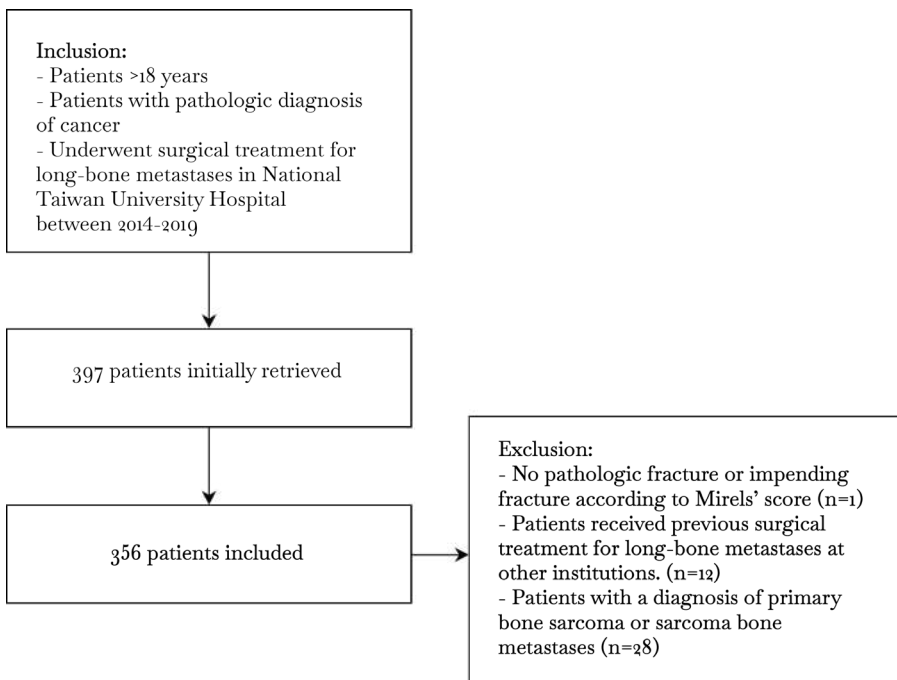 Inclusion:
- Patients >18 years
- Patients with pathologic diagnosis
of cancer
- Underwent surgical treatment for
long-bone metastases in National
Taiwan University Hospital
between 2014-2019
397 patients initially retrieved
356 patients included
Exclusion:
- No pathologic fracture or impending
fracture according to Mirels’ score (n=1)
- Patients received previous surgical
treatment for long-bone metastases at
other institutions. (n=12)
- Patients with a diagnosis of primary
bone sarcoma or sarcoma bone
metastases (n=28)